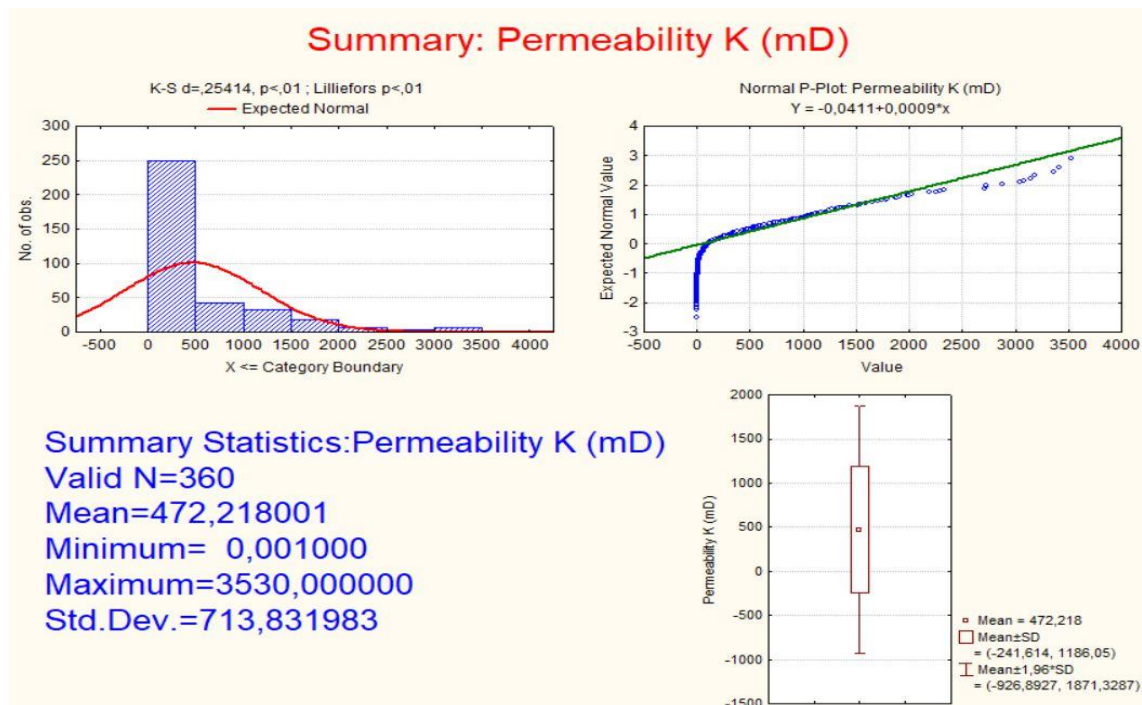 Summary: Permeability K (mD)
K-S d=,25414, p<,01 ; Lilliefors p<,01
Expected Normal
300
250
200
150
100
50
0
No. of obs.
-500 0 500 1000 1500 2000 2500 3000 3500 4000
X <= Category Boundary
Normal P-Plot: Permeability K (mD)
Y = -0,0411+0,0009*x
4
3
2
1
0
-1
-2
-3
Expected Normal Value
-500 0 500 1000 1500 2000 2500 3000 3500 4000
Value
Summary Statistics:Permeability K (mD)
Valid N=360
Mean=472,218001
Minimum= 0,001000
Maximum=3530,000000
Std.Dev.=713,831983
2000
1500
1000
500
0
-500
-1000
-1500
Permeability K (mD)
Mean = 472,218
Mean±SD
= (-241,614, 1186,05)
Mean±1,96*SD
= (-926,8927, 1871,3287)